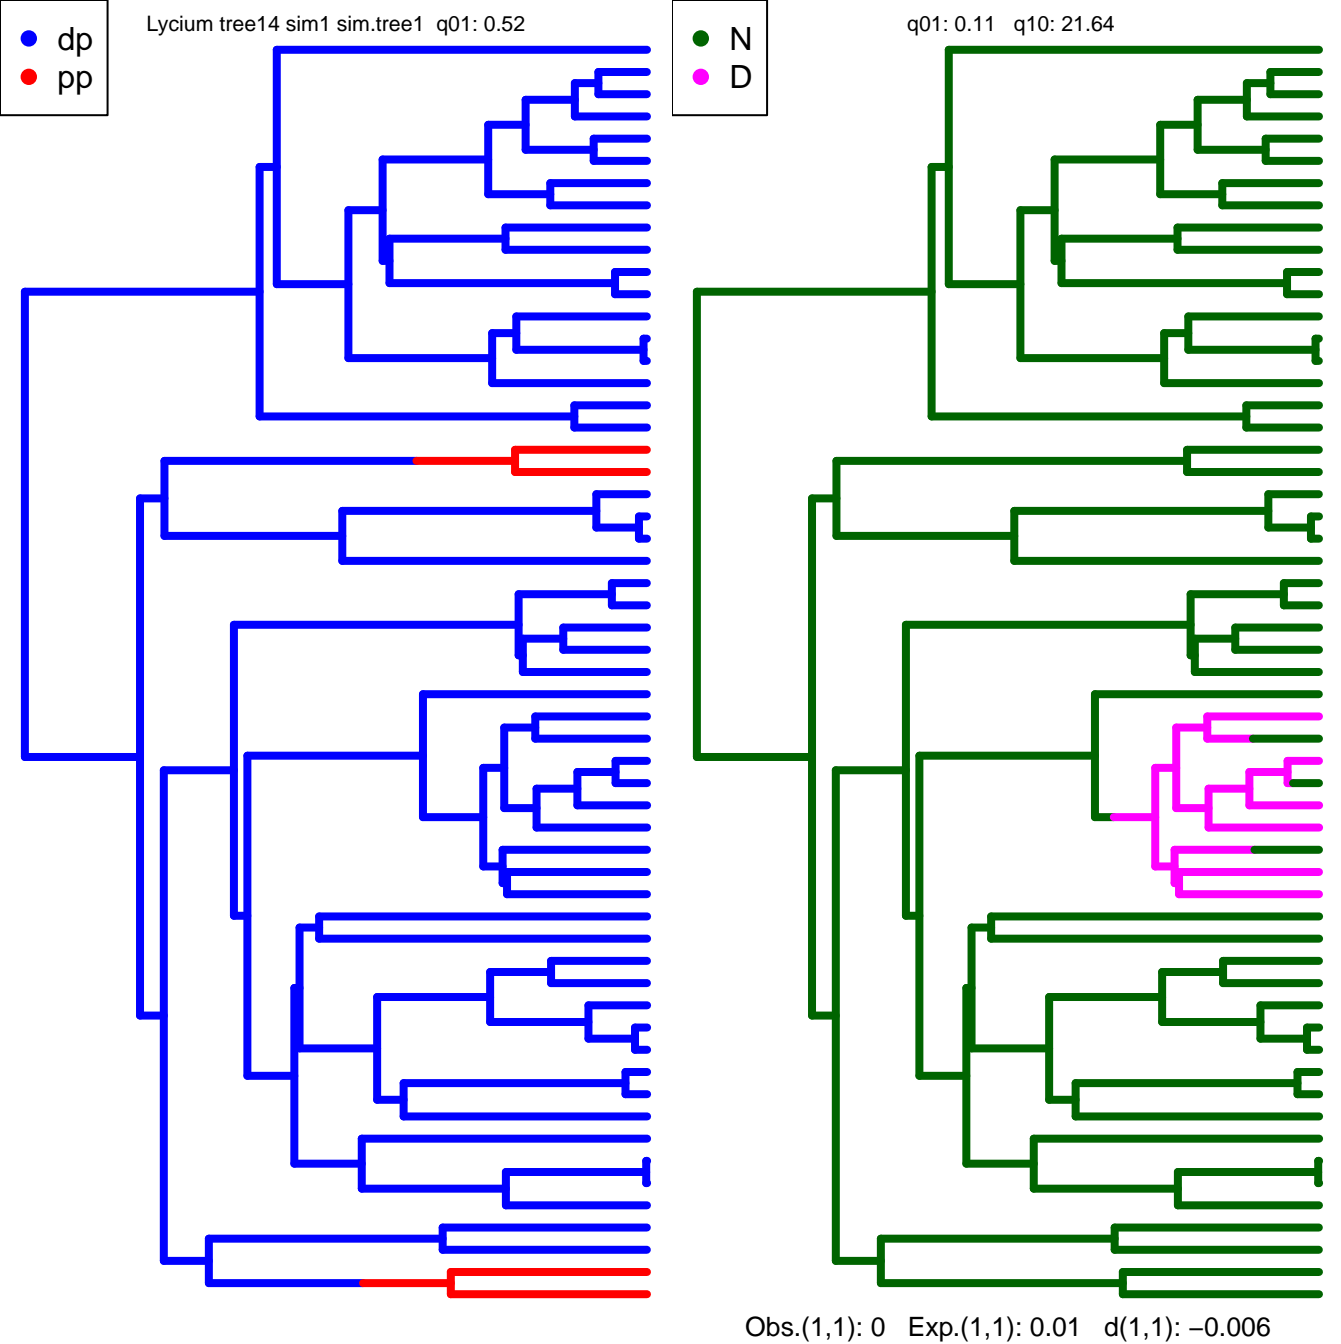 Lycium tree14 sim1 sim.tree1 q01: 0.52
dp
pp
q01: 0.11 q10: 21.64
N
D
Obs.(1,1): 0 Exp.(1,1): 0.01 d(1,1): −0.006